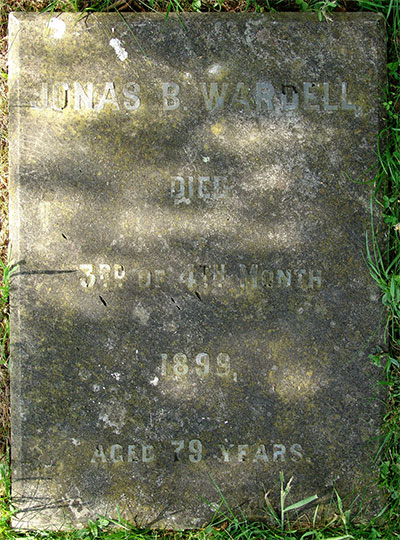 JONAS B. WARDELL,
DIED
3RD OF 4TH MONTH
1899,
AGED 79 YEARS.